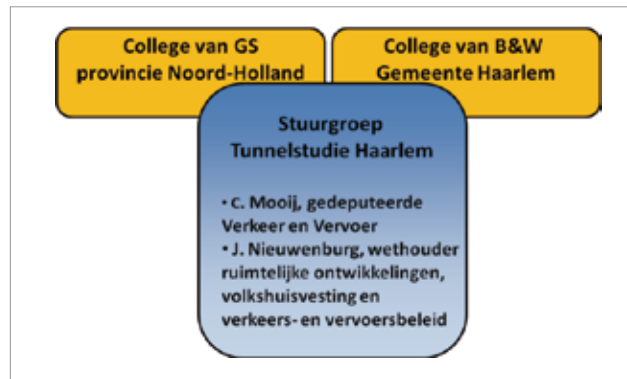 College van GS
provincie Noord-Holland
College van B&W
Gemeente Haarlem
Stuurgroep
Tunnelstudie Haarlem
• C. Mooij, gedeputeerde
Verkeer en Vervoer
• J. Nieuwenburg, wethouder
ruimtelijke ontwikkelingen,
volkshuisvesting en
verkeers- en vervoersbeleid